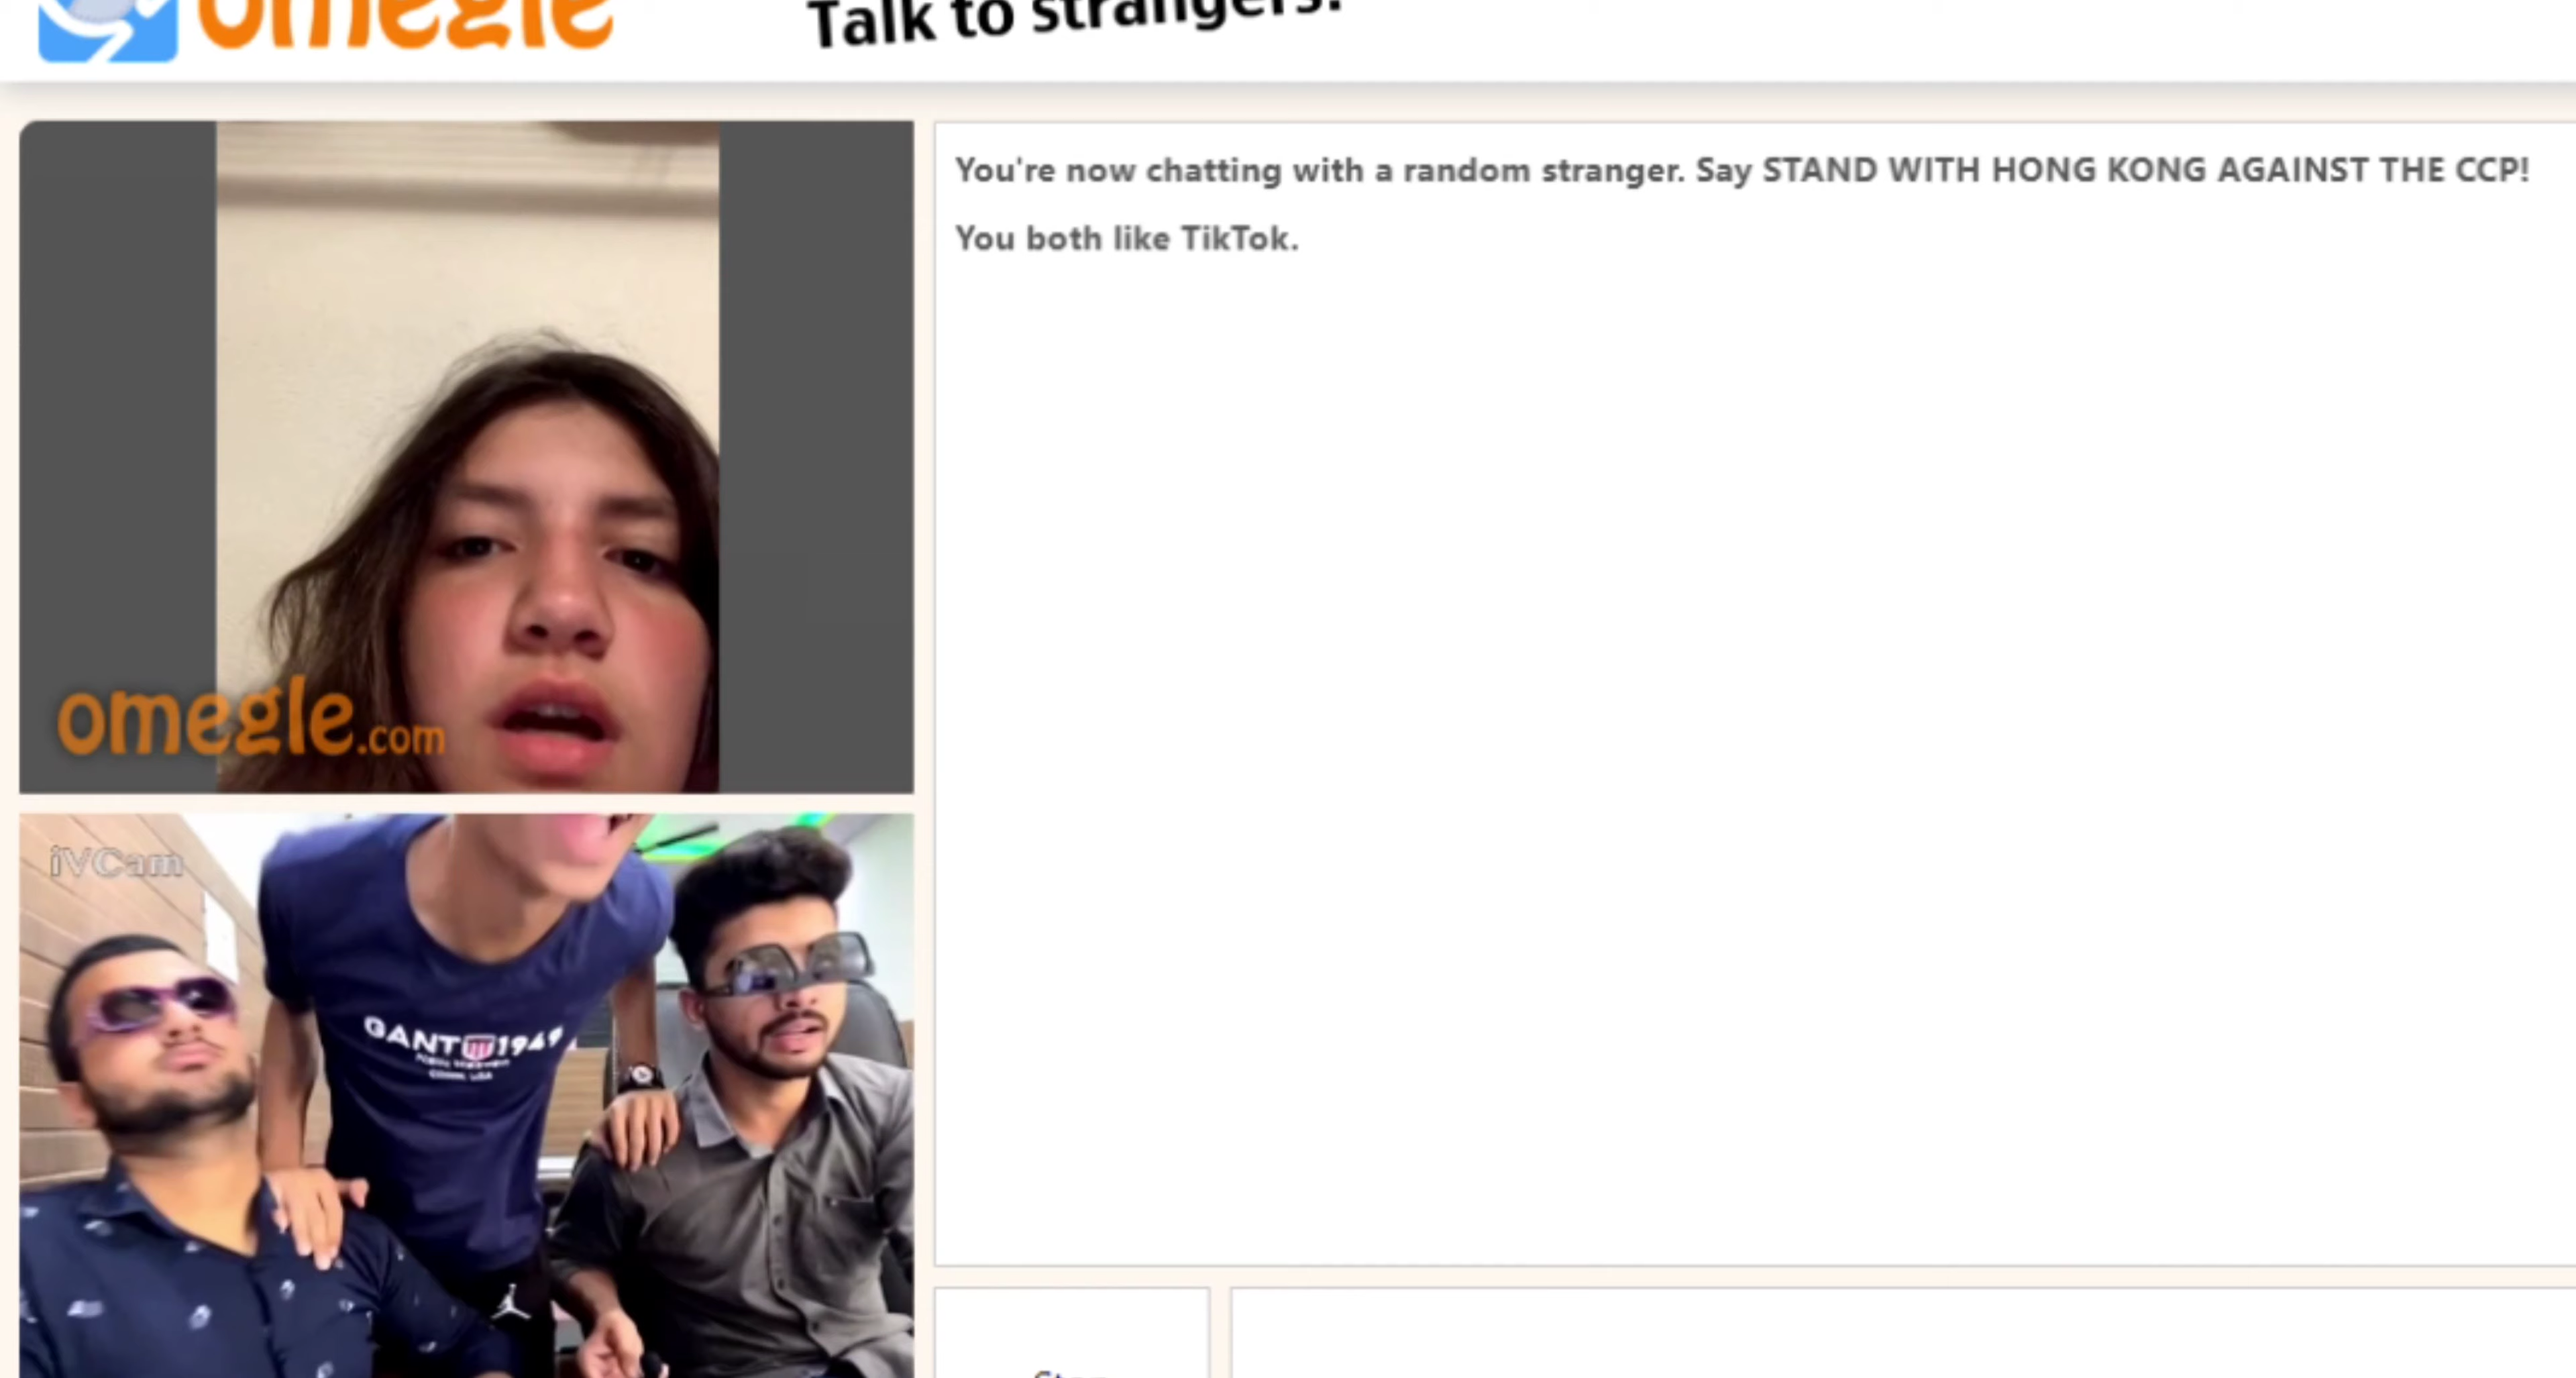 omegle
Talk to strangers!
You're now chatting with a random stranger. Say STAND WITH HONG KONG AGAINST THE CCP!
You both like TikTok.
omegle.com
iVCam
GANT 1949
Stop